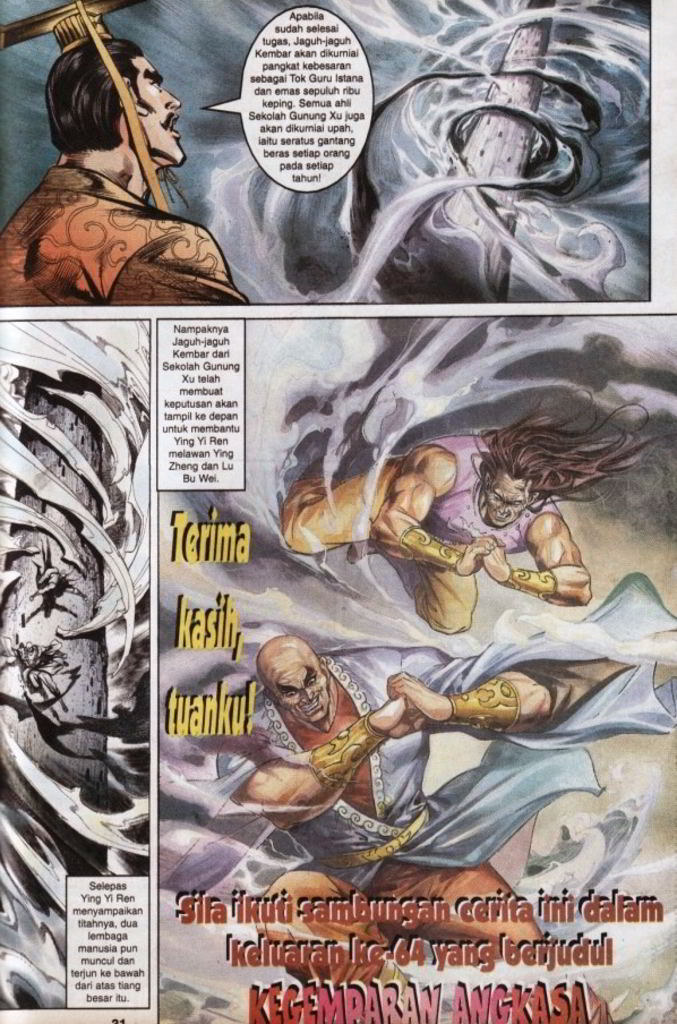 Apabila
sudah selesai
tugas, Jaguh-jaguh
Kembar akan dikurniai
pangkat kebesaran
sebagai Tok Guru Istana
dan emas sepuluh ribu
keping. Semua ahli
Sekolah Gunung Xu juga
akan dikurniai upah,
iaitu seratus gantang
beras setiap orang
pada setiap
tahun!
Nampaknya
Jaguh-jaguh
Kembar dari
Sekolah Gunung
Xu telah
membuat
keputusan akan
tampil ke depan
untuk membantu
Ying Yi Ren
melawan Ying
Zheng dan Lu
Bu Wei.
Terima
kasih,
tuanku!
Selepas
Ying Yi Ren
menyampaikan
titahnya, dua
lembaga
manusia pun
muncul dan
terjun ke bawah
dari atas tiang
besar itu.
Sila ikuti sambungan cerita ini dalam
keluaran ke-64 yang berjudul
KEGEMPARAN ANGKASA
31